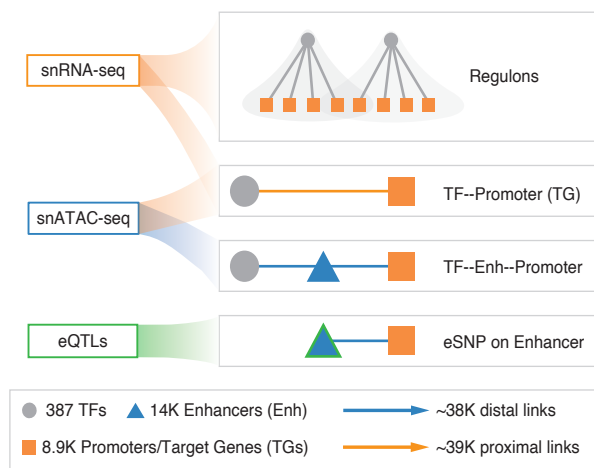 snRNA-seq
Regulons
TF--Promoter (TG)
snATAC-seq
TF--Enh--Promoter
eQTLs
eSNP on Enhancer
387 TFs 14K Enhancers (Enh) ~38K distal links
8.9K Promoters/Target Genes (TGs) ~39K proximal links